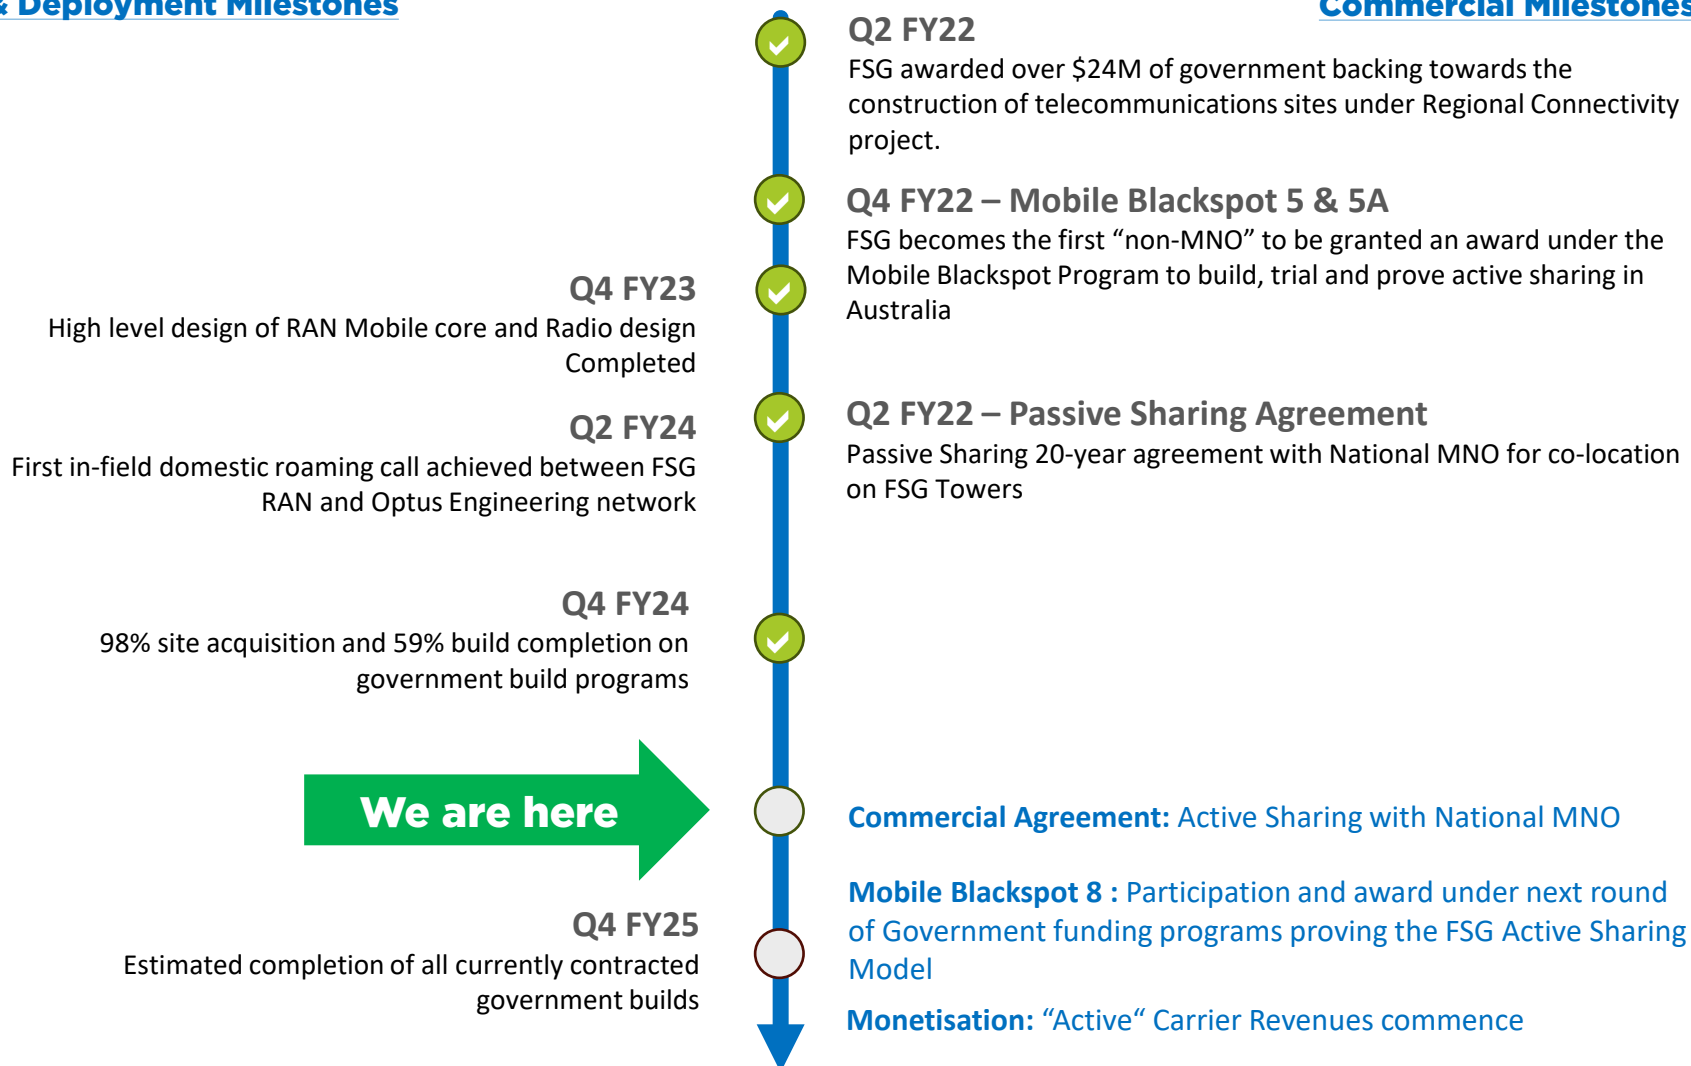 & Deployment Milestones
Commercial Milestones
Q2 FY22
FSG awarded over $24M of government backing towards the
construction of telecommunications sites under Regional Connectivity
project.
Q4 FY22 – Mobile Blackspot 5 & 5A
FSG becomes the first “non-MNO” to be granted an award under the
Mobile Blackspot Program to build, trial and prove active sharing in
Australia
Q4 FY23
High level design of RAN Mobile core and Radio design
Completed
Q2 FY22 – Passive Sharing Agreement
Passive Sharing 20-year agreement with National MNO for co-location
on FSG Towers
Q2 FY24
First in-field domestic roaming call achieved between FSG
RAN and Optus Engineering network
Q4 FY24
98% site acquisition and 59% build completion on
government build programs
We are here
Commercial Agreement: Active Sharing with National MNO
Mobile Blackspot 8 : Participation and award under next round
of Government funding programs proving the FSG Active Sharing
Model
Q4 FY25
Estimated completion of all currently contracted
government builds
Monetisation: “Active“ Carrier Revenues commence